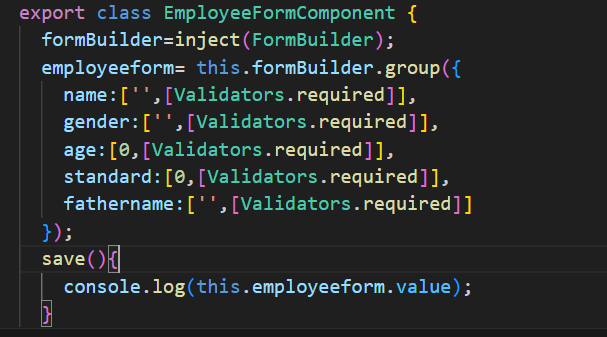 export class EmployeeFormComponent {
  formBuilder=inject(FormBuilder);
  employeeform= this.formBuilder.group({
    name:['',[Validators.required]],
    gender:['',[Validators.required]],
    age:[0,[Validators.required]],
    standard:[0,[Validators.required]],
    fathername:['',[Validators.required]]
  });
  save(){
    console.log(this.employeeform.value);
  }